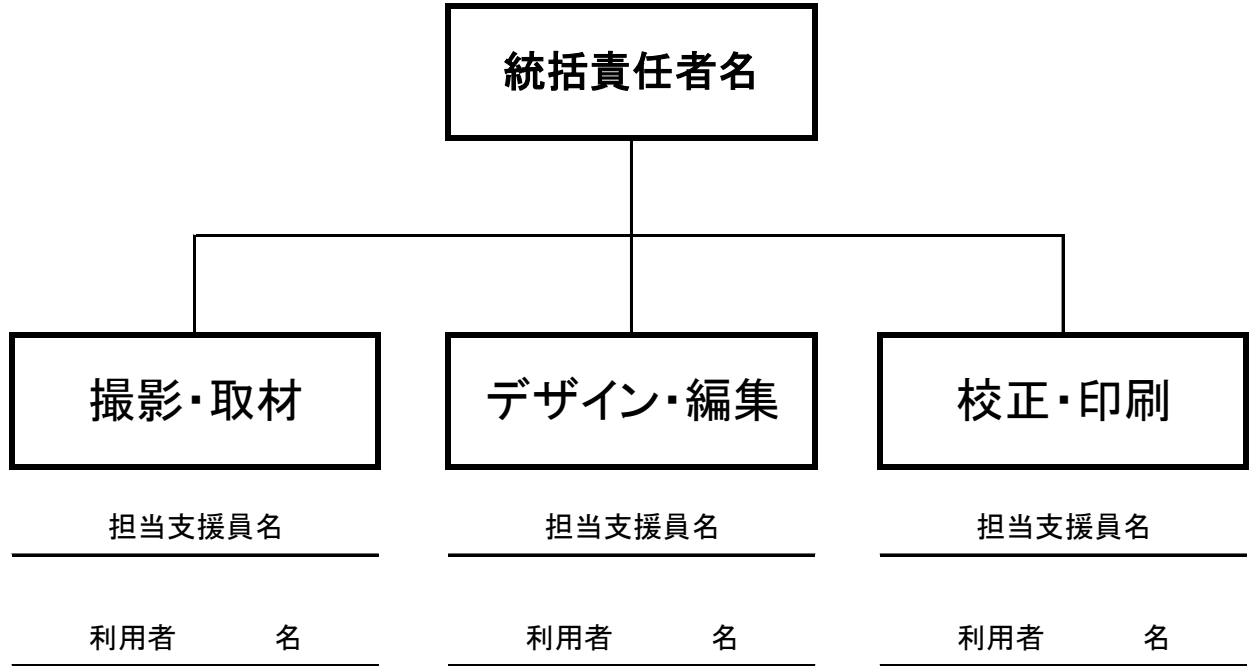 統括責任者名
撮影・取材
デザイン・編集
校正・印刷
担当支援員名
担当支援員名
担当支援員名
利用者 名
利用者 名
利用者 名